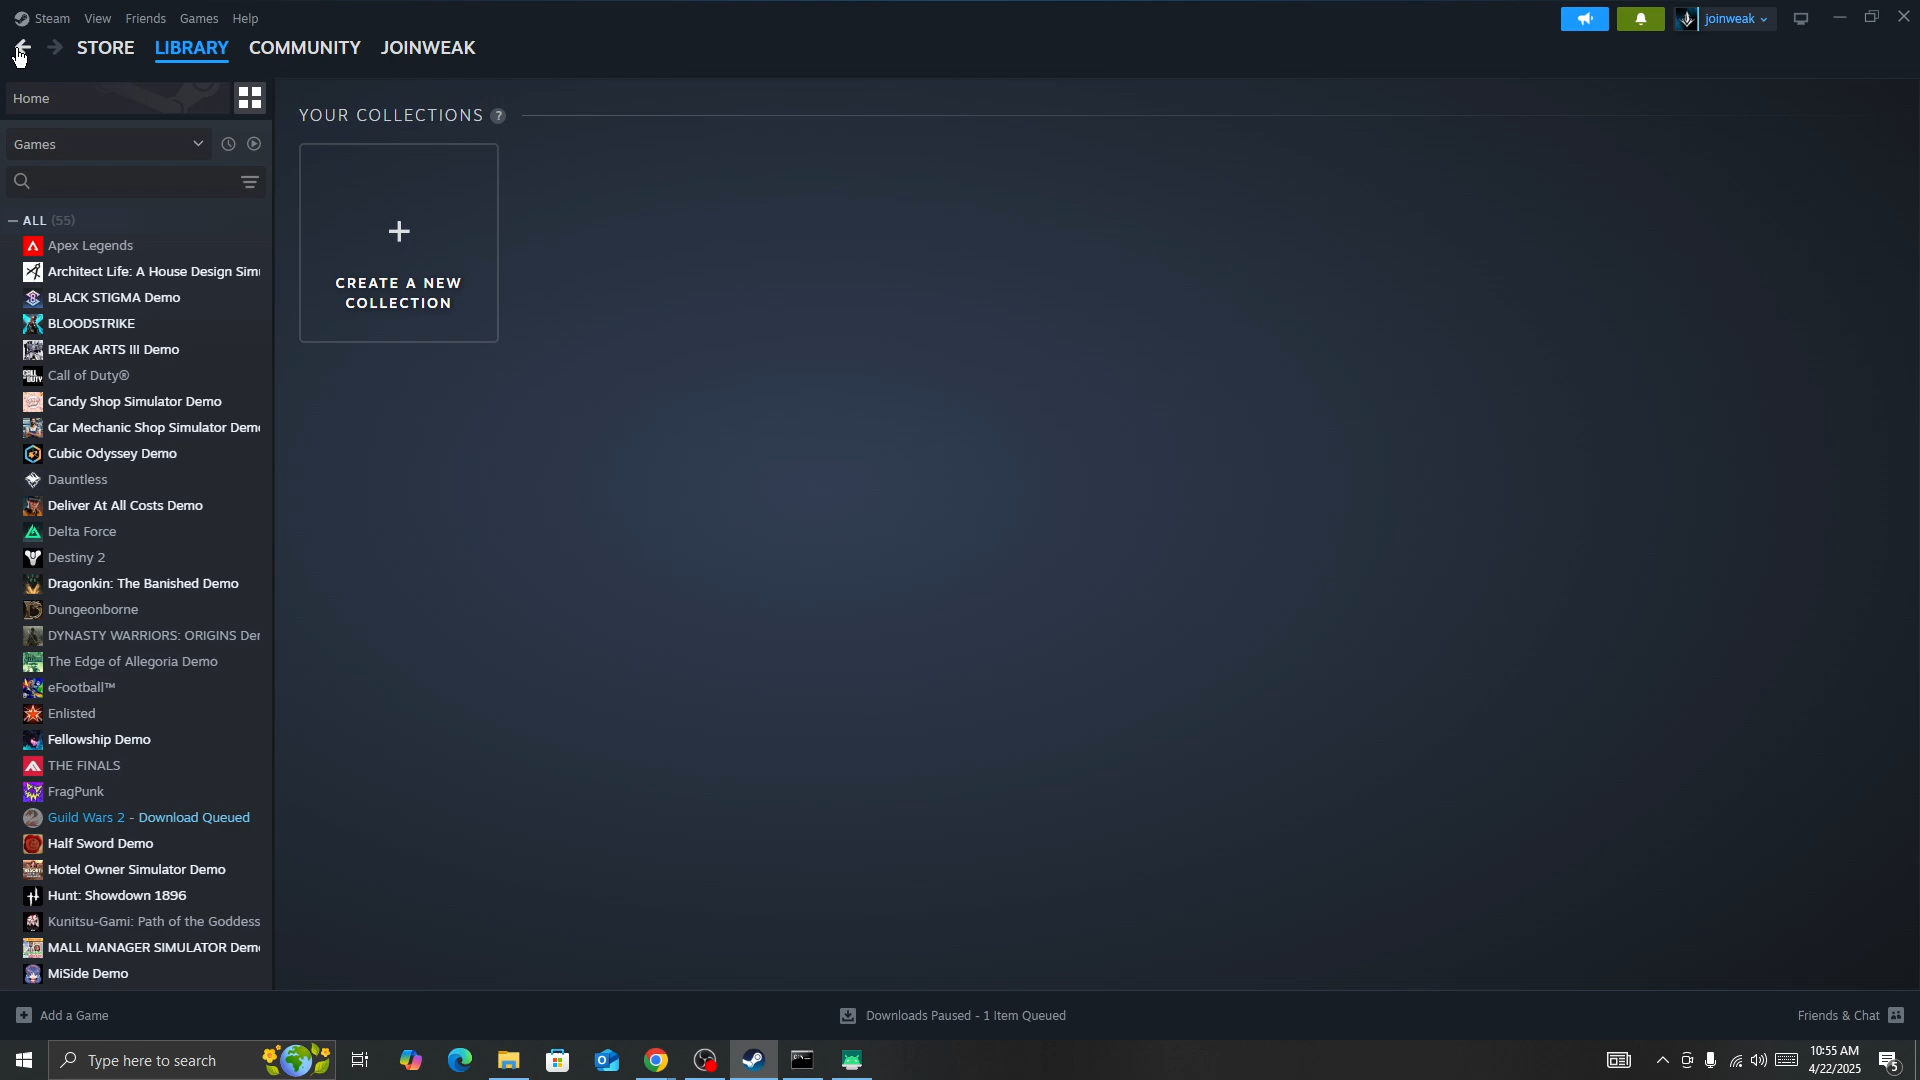 Steam View Friends Games Help
joinweak
STORE LIBRARY COMMUNITY JOINWEAK
Home
Games
YOUR COLLECTIONS ?
CREATE A NEW
COLLECTION
ALL (55)
Apex Legends
Architect Life: A House Design Sim
BLACK STIGMA Demo
BLOODSTRIKE
BREAK ARTS III Demo
Call of Duty®
Candy Shop Simulator Demo
Car Mechanic Shop Simulator Dem
Cubic Odyssey Demo
Dauntless
Deliver At All Costs Demo
Delta Force
Destiny 2
Dragonkin: The Banished Demo
Dungeonborne
DYNASTY WARRIORS: ORIGINS De
The Edge of Allegoria Demo
eFootball™
Enlisted
Fellowship Demo
THE FINALS
FragPunk
Guild Wars 2 - Download Queued
Half Sword Demo
Hotel Owner Simulator Demo
Hunt: Showdown 1896
Kunitsu-Gami: Path of the Goddess
MALL MANAGER SIMULATOR Dem
MiSide Demo
Add a Game
Downloads Paused - 1 Item Queued
Friends & Chat
Type here to search
10:55 AM
4/22/2025
5